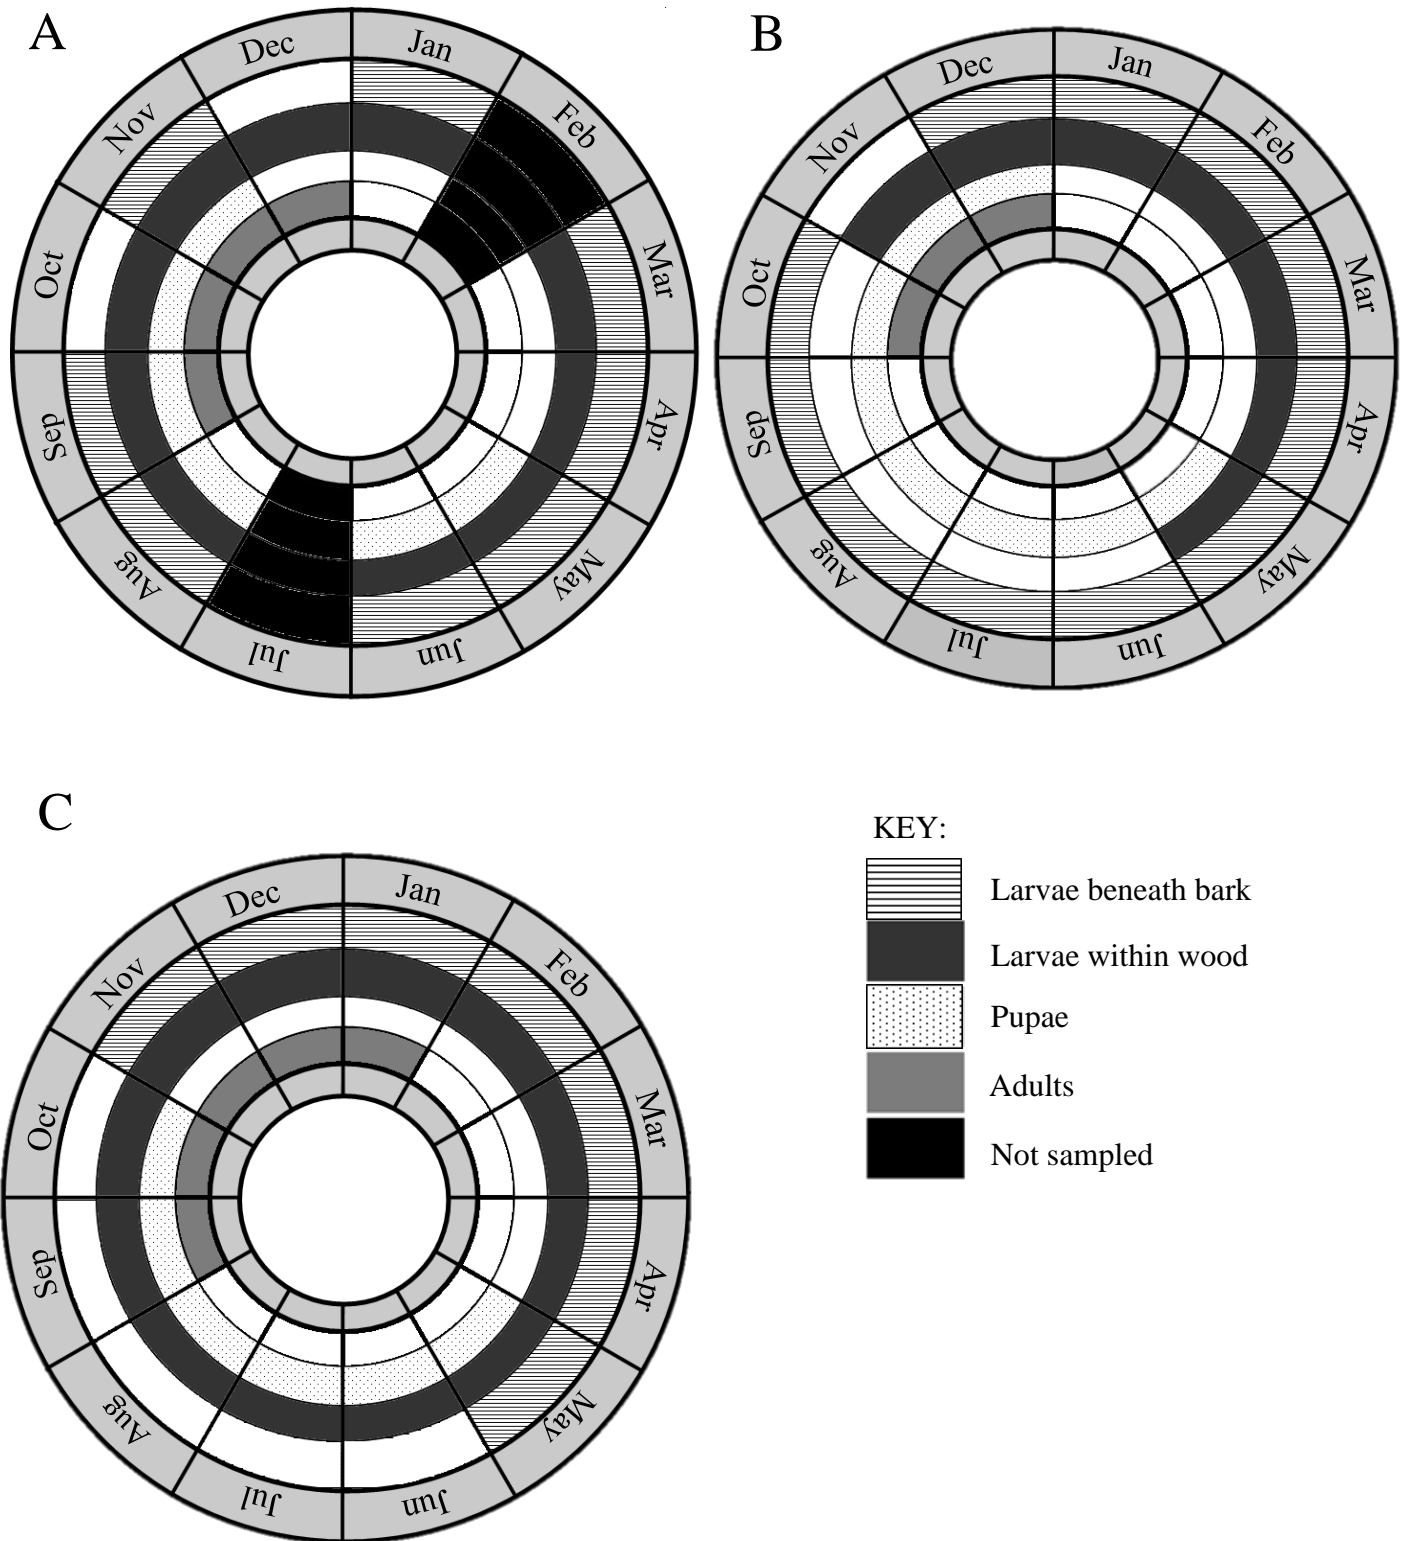 A
Jan
Feb
Mar
Apr
May
Jun
Jul
Aug
Sep
Oct
Nov
Dec
B
Jan
Feb
Mar
Apr
May
Jun
Jul
Aug
Sep
Oct
Nov
Dec
C
Jan
Feb
Mar
Apr
May
Jun
Jul
Aug
Sep
Oct
Nov
Dec
KEY:
Larvae beneath bark
Larvae within wood
Pupae
Adults
Not sampled